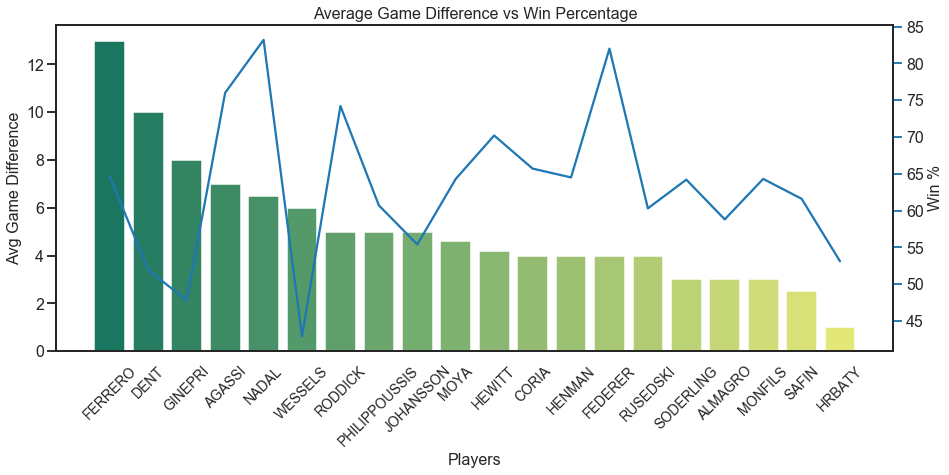 Average Game Difference vs Win Percentage
Avg Game Difference
12
10
8
6
4
2
0
85
80
75
70
65
60
55
50
45
Win %
FERRERO
DENT
GINEPRI
AGASSI
NADAL
WESSELS
RODDICK
PHILIPPOUSSIS
JOHANSSON
MOYA
HEWITT
CORIA
HENMAN
FEDERER
RUSEDSKI
SODERLING
ALMAGRO
MONFILS
SAFIN
HRBATY
Players